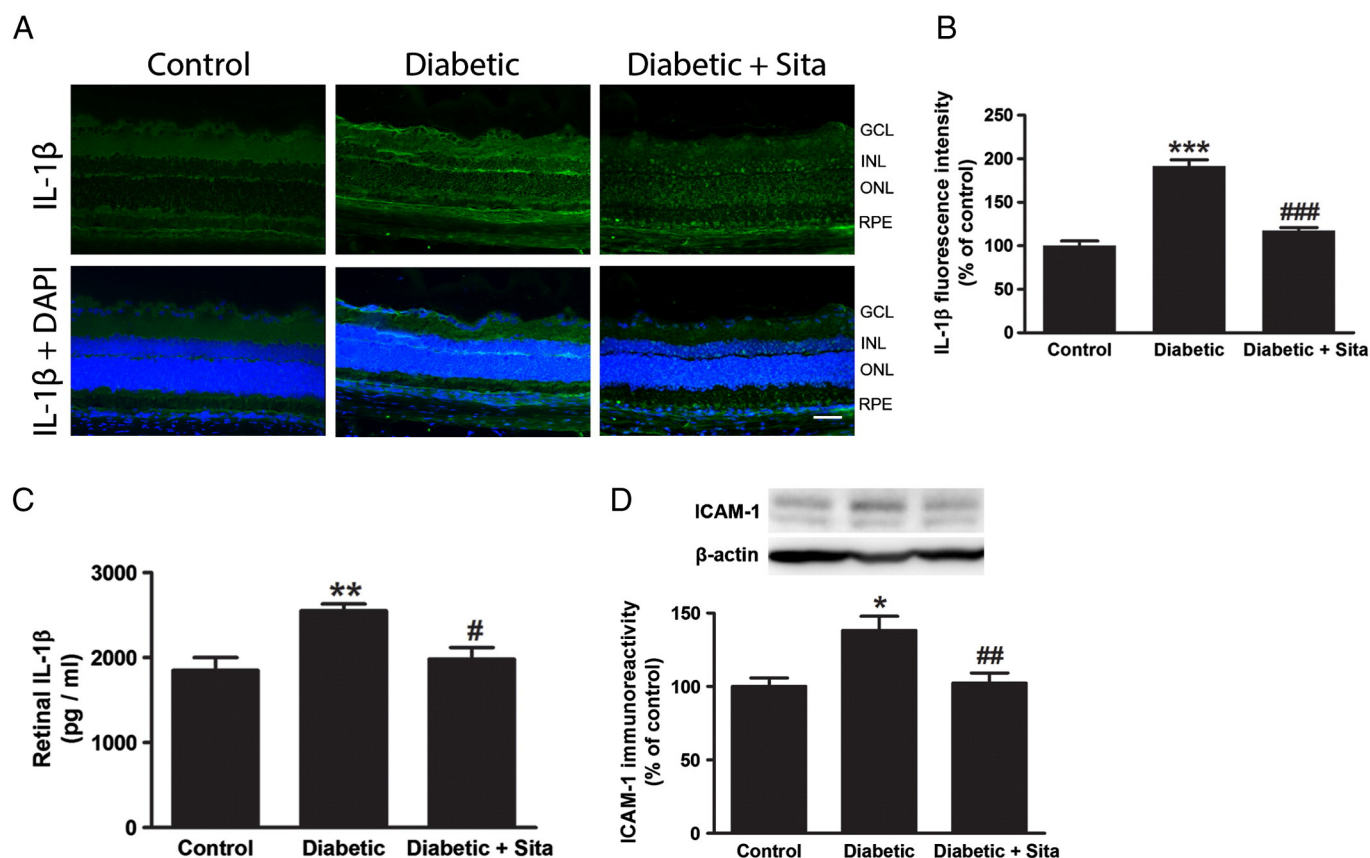 A
Control
Diabetic
Diabetic + Sita
IL-1β
GCL
INL
ONL
RPE
IL-1β + DAPI
GCL
INL
ONL
RPE
B
IL-1β fluorescence intensity
(% of control)
250
200
150
100
50
0
***
###
Control
Diabetic
Diabetic + Sita
C
Retinal IL-1β
(pg / ml)
3000
2000
1000
0
**
#
Control
Diabetic
Diabetic + Sita
D
ICAM-1
β-actin
ICAM-1 immunoreactivity
(% of control)
150
100
50
0
*
##
Control
Diabetic
Diabetic + Sita